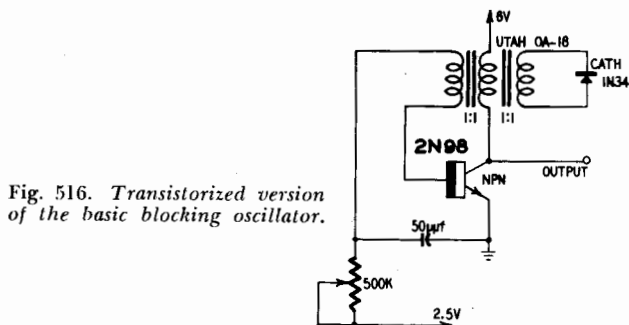 6V
UTAH OA-18
CATH
IN34
1:1
1:1
2N98
NPN
OUTPUT
Fig. 516. Transistorized version
of the basic blocking oscillator.
50μμf
500K
2.5V